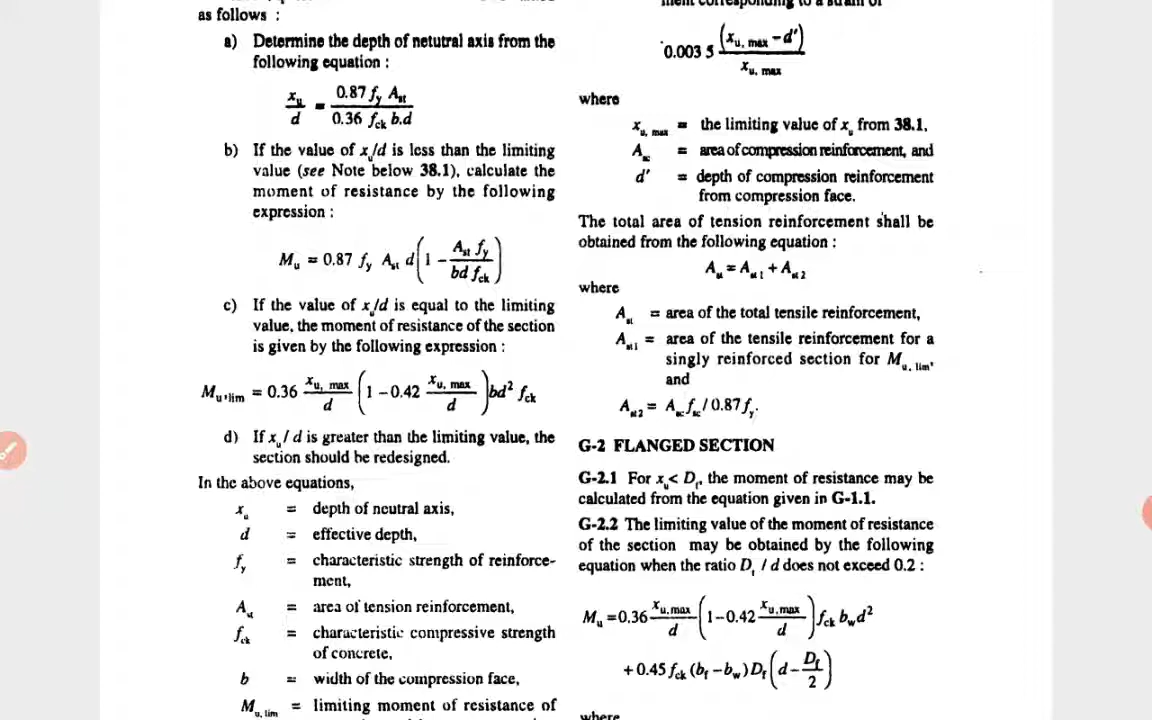 as follows :
a) Determine the depth of netutral axis from the
following equation :
x_u / d = 0.87 f_y A_st / 0.36 f_ck b.d
b) If the value of x_u/d is less than the limiting
value (see Note below 38.1), calculate the
moment of resistance by the following
expression :
M_u = 0.87 f_y A_st d ( 1 - A_st f_y / bd f_ck )
c) If the value of x_u/d is equal to the limiting
value, the moment of resistance of the section
is given by the following expression :
M_u,lim = 0.36 x_u, max / d ( 1 - 0.42 x_u, max / d ) bd² f_ck
d) If x_u / d is greater than the limiting value, the
section should be redesigned.
In the above equations,
x_u = depth of neutral axis,
d = effective depth,
f_y = characteristic strength of reinforce-
ment,
A_st = area of tension reinforcement,
f_ck = characteristic compressive strength
of concrete,
b = width of the compression face,
M_u, lim = limiting moment of resistance of
ment corresponding to a strain of
0.003 5 (x_u, max - d') / x_u, max
where
x_u, max = the limiting value of x_u from 38.1,
A_sc = area of compression reinforcement, and
d' = depth of compression reinforcement
from compression face.
The total area of tension reinforcement shall be
obtained from the following equation :
A_st = A_st1 + A_st2
where
A_st = area of the total tensile reinforcement,
A_st1 = area of the tensile reinforcement for a
singly reinforced section for M_u, lim,
and
A_st2 = A_sc f_sc / 0.87 f_y.
G-2 FLANGED SECTION
G-2.1 For x_u < D_f, the moment of resistance may be
calculated from the equation given in G-1.1.
G-2.2 The limiting value of the moment of resistance
of the section may be obtained by the following
equation when the ratio D_f / d does not exceed 0.2 :
M_u = 0.36 x_u,max / d ( 1 - 0.42 x_u,max / d ) f_ck b_w d²
+ 0.45 f_ck (b_f - b_w) D_f ( d - D_f / 2 )
where